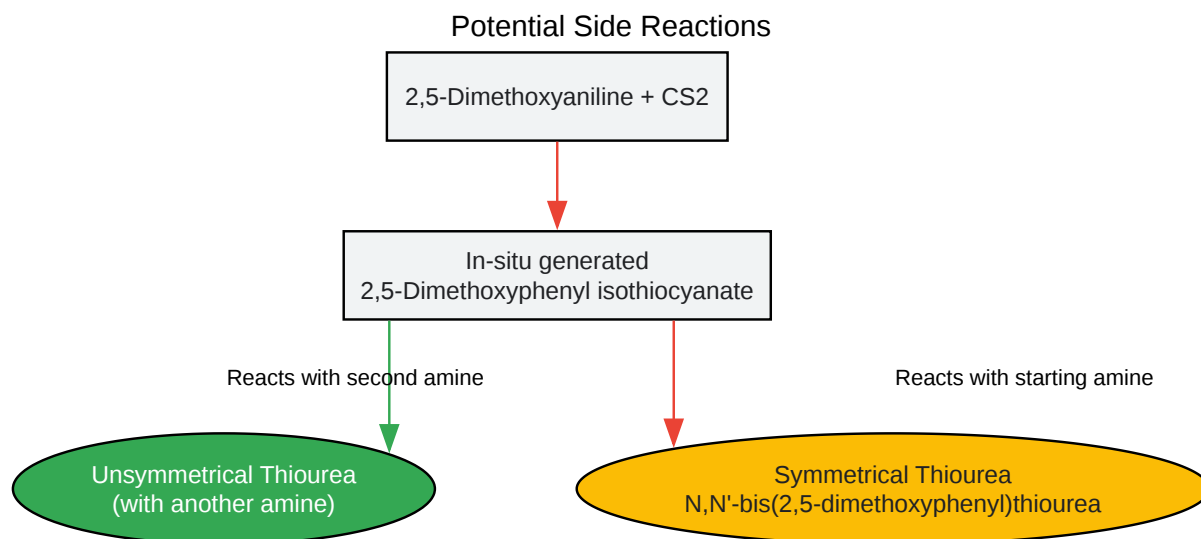 Potential Side Reactions
2,5-Dimethoxyaniline + CS2
In-situ generated
2,5-Dimethoxyphenyl isothiocyanate
Reacts with second amine
Reacts with starting amine
Unsymmetrical Thiourea
(with another amine)
Symmetrical Thiourea
N,N'-bis(2,5-dimethoxyphenyl)thiourea